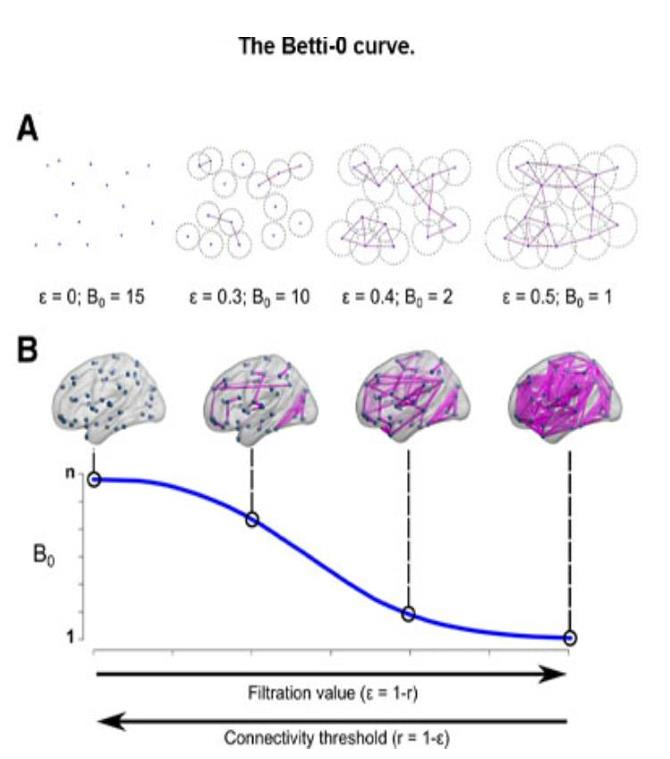 The Betti-0 curve.
A
ε = 0; B₀ = 15
ε = 0.3; B₀ = 10
ε = 0.4; B₀ = 2
ε = 0.5; B₀ = 1
B
n
B₀
1
Filtration value (ε = 1-r)
Connectivity threshold (r = 1-ε)